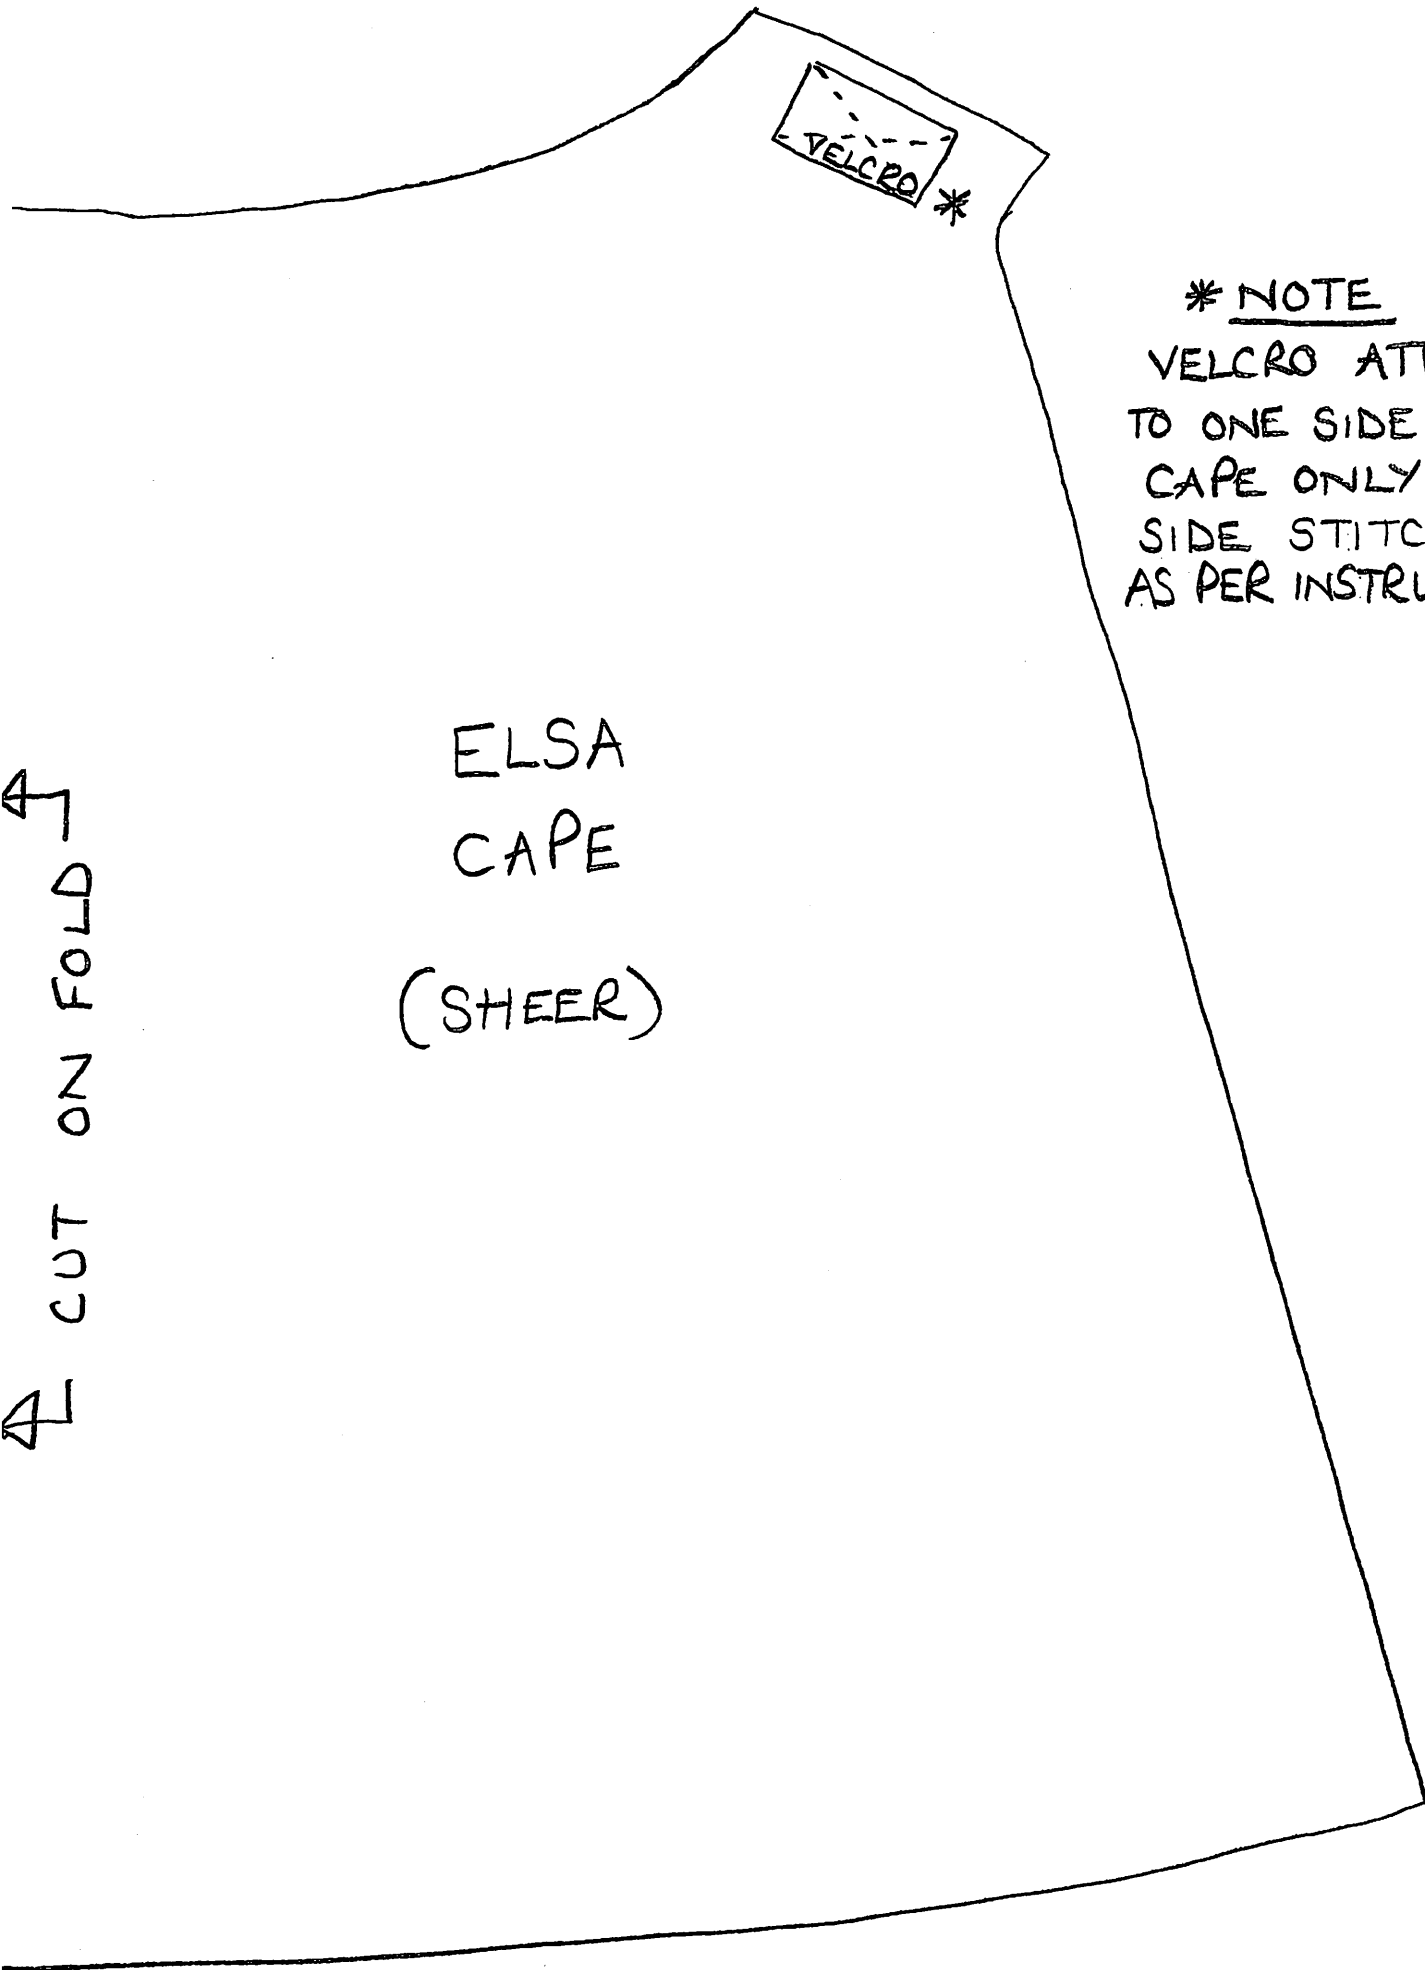 VELCRO *
* NOTE
VELCRO ATT
TO ONE SIDE
CAPE ONLY
SIDE STITC
AS PER INSTRU
ELSA
CAPE
(SHEER)
CUT ON FOLD